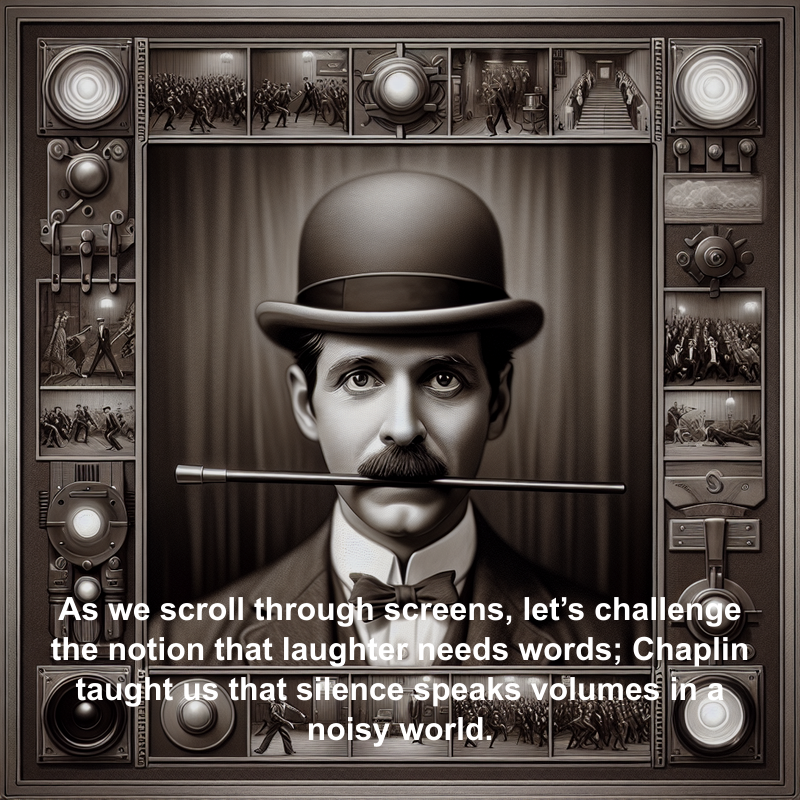 As we scroll through screens, let’s challenge
the notion that laughter needs words; Chaplin
taught us that silence speaks volumes in a
noisy world.